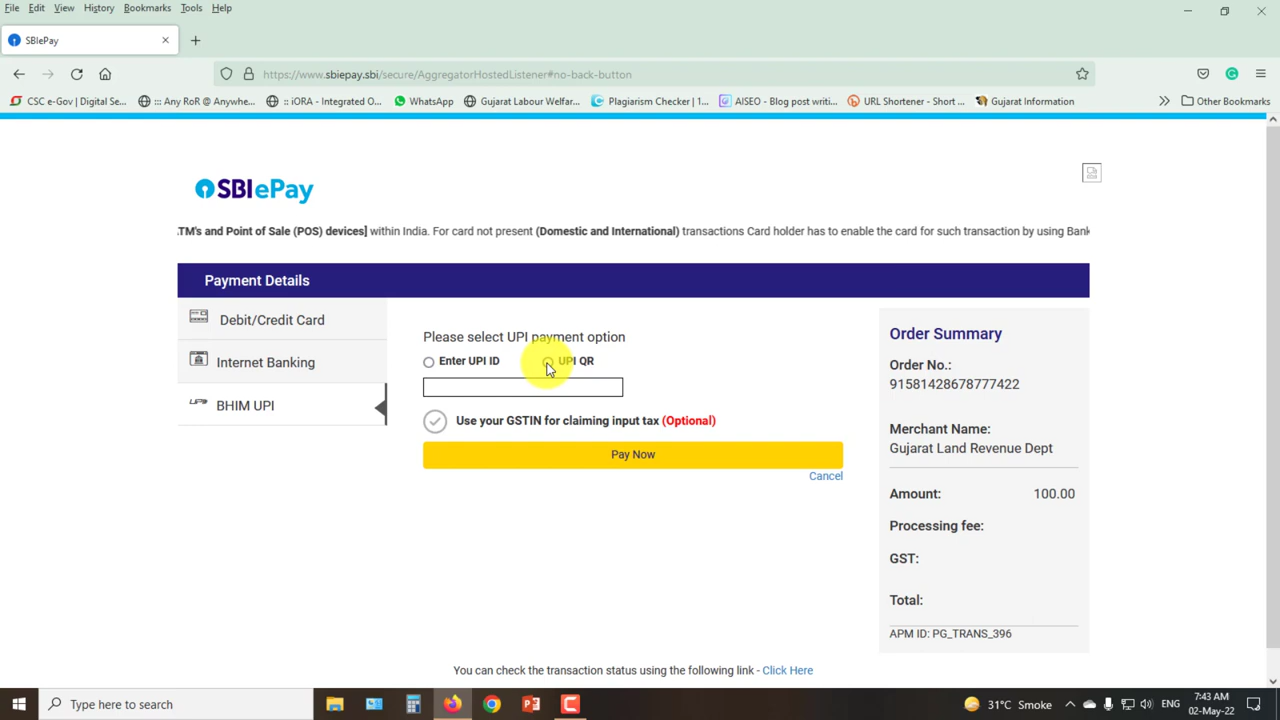 File Edit View History Bookmarks Tools Help
SBIePay
https://www.sbiepay.sbi/secure/AggregatorHostedListener#no-back-button
CSC e-Gov | Digital Se... ::: Any RoR @ Anywhe... :: iORA - Integrated O... WhatsApp Gujarat Labour Welfar... Plagiarism Checker | 1... AISEO - Blog post writi... URL Shortener - Short ... Gujarat Information Other Bookmarks
SBIePay
TM's and Point of Sale (POS) devices] within India. For card not present (Domestic and International) transactions Card holder has to enable the card for such transaction by using Bank
Payment Details
Debit/Credit Card
Internet Banking
BHIM UPI
Please select UPI payment option
Enter UPI ID UPI QR
Use your GSTIN for claiming input tax (Optional)
Pay Now
Cancel
Order Summary
Order No.:
91581428678777422
Merchant Name:
Gujarat Land Revenue Dept
Amount: 100.00
Processing fee:
GST:
Total:
APM ID: PG_TRANS_396
You can check the transaction status using the following link - Click Here
Type here to search
31°C Smoke
ENG
7:43 AM
02-May-22